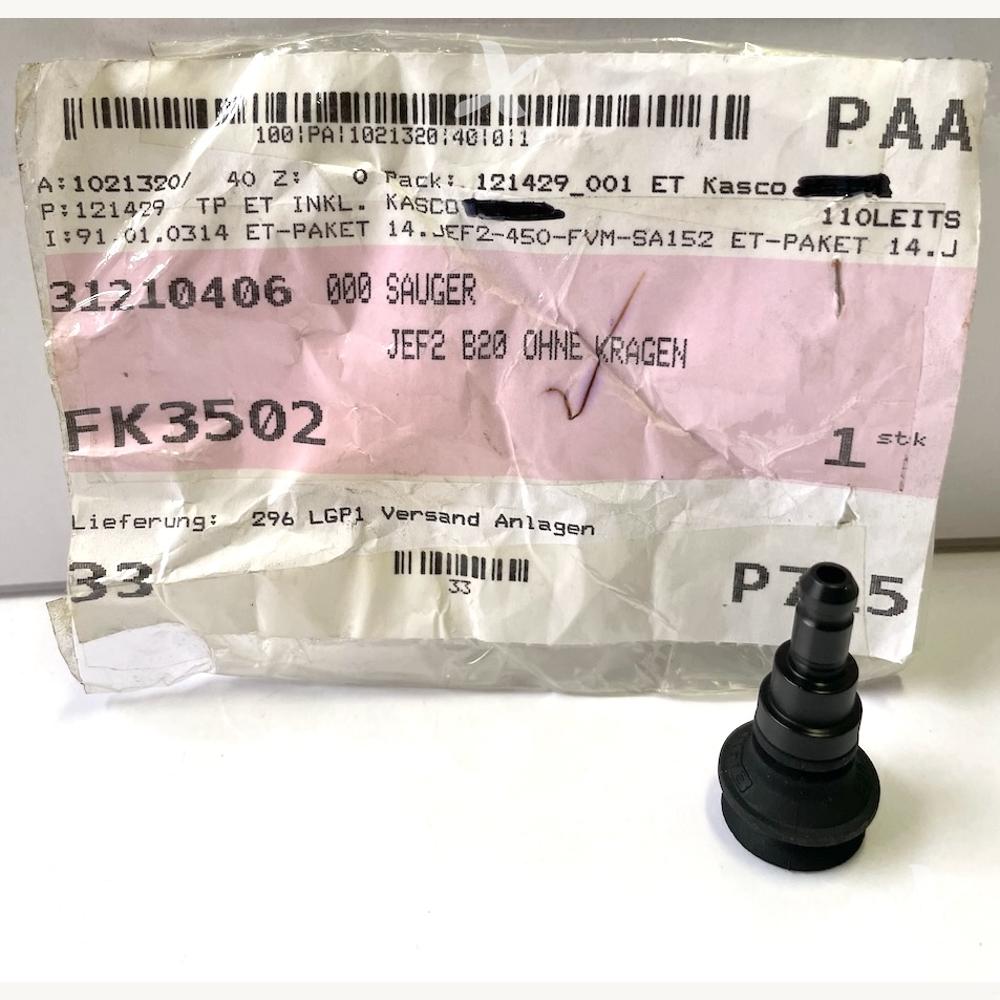 100|PA|1021320|40|0|1
PAA
A:1021320/ 40 Z: 0 Pack: 121429_001 ET Kasco
P:121429 TP ET INKL. KASCO
110LEITS
I:91.01.0314 ET-PAKET 14.JEF2-450-FVM-SA152 ET-PAKET 14.J
31210406 000 SAUGER
JEF2 B20 OHNE KRAGEN
FK3502
1 stk
Lieferung: 296 LGP1 Versand Anlagen
33
33